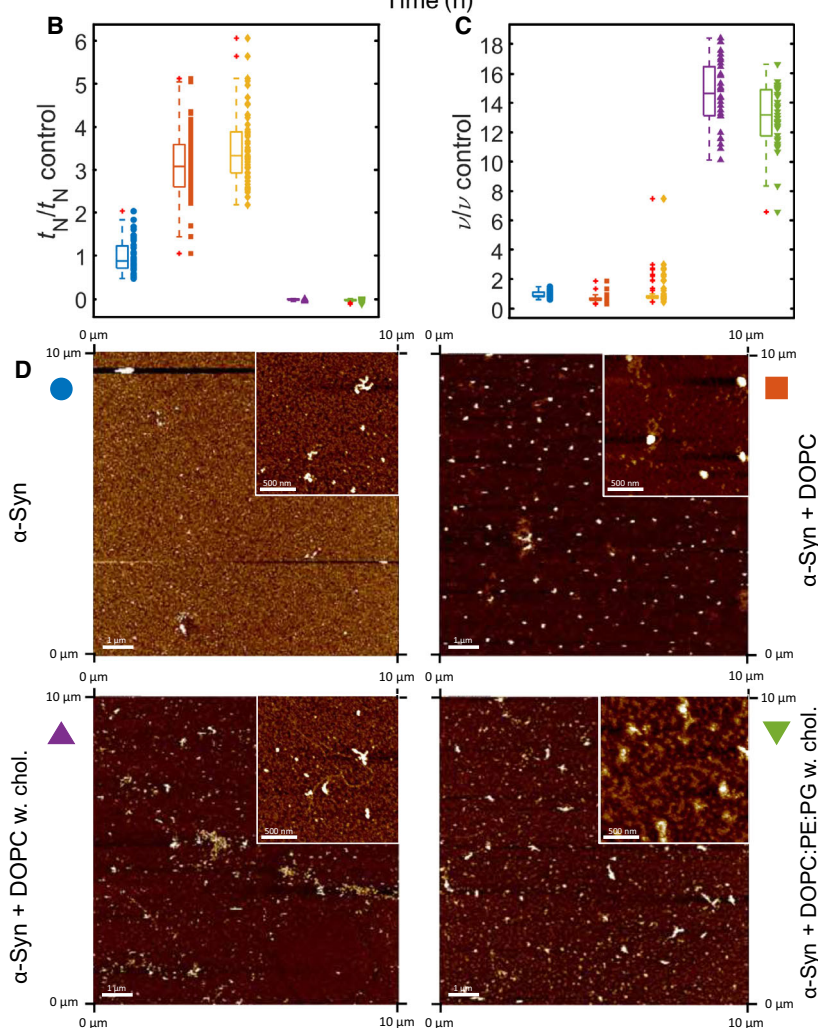 Time (h)
B
6
5
4
3
2
1
0
tN/tN control
C
18
16
14
12
10
8
6
4
2
0
ν/ν control
0 µm
10 µm
D
10 µm
10 µm
α-Syn
500 nm
500 nm
α-Syn + DOPC
1 µm
1 µm
0 µm
0 µm
0 µm
10 µm
0 µm
10 µm
10 µm
10 µm
α-Syn + DOPC w. chol.
500 nm
500 nm
α-Syn + DOPC:PE:PG w. chol.
1 µm
1 µm
0 µm
0 µm
0 µm
10 µm
0 µm
10 µm